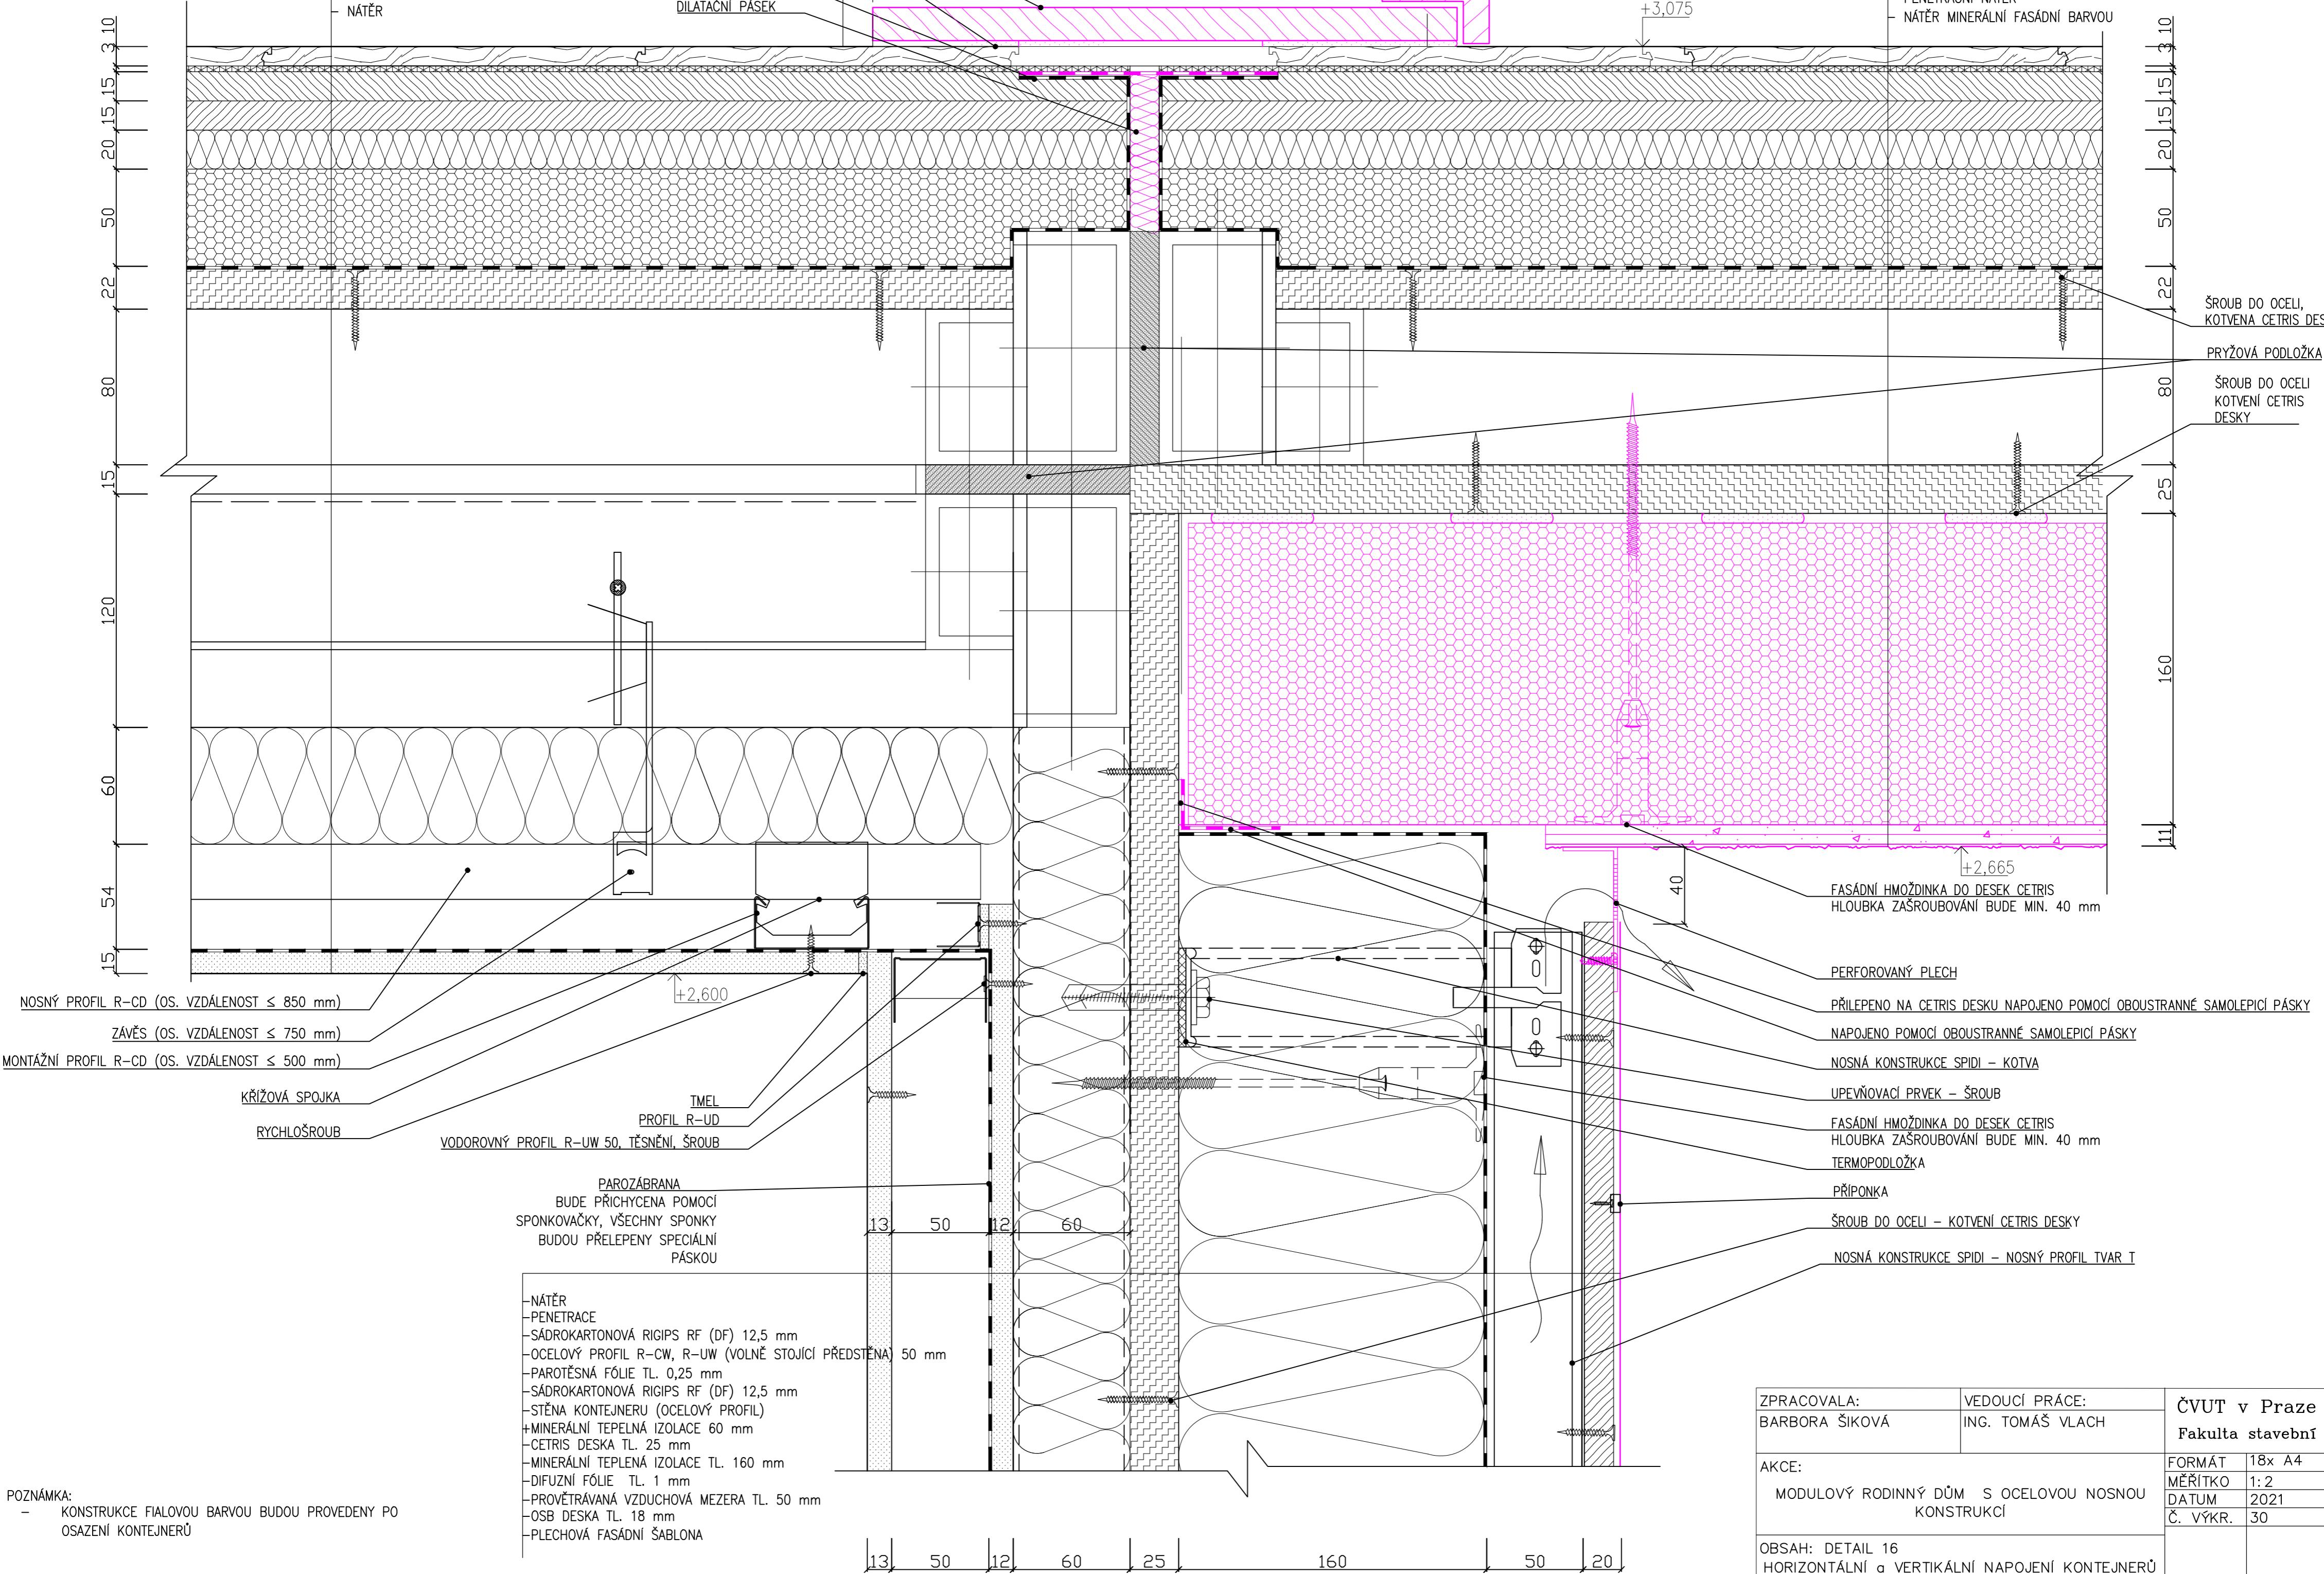 NÁTĚR
DILATAČNÍ PÁSEK
+3,075
NÁTĚR MINERÁLNÍ FASÁDNÍ BARVOU
10
3
15
15
20
50
22
80
15
120
60
54
15
10
3
15
15
20
50
22
80
25
160
11
ŠROUB DO OCELI,
KOTVENA CETRIS
PRYŽOVÁ PODLOŽKA
ŠROUB DO OCELI
KOTVENÍ CETRIS
DESKY
+2,665
40
+2,600
FASÁDNÍ HMOŽDINKA DO DESEK CETRIS
HLOUBKA ZAŠROUBOVÁNÍ BUDE MIN. 40 mm
PERFOROVANÝ PLECH
PŘILEPENO NA CETRIS DESKU NAPOJENO POMOCÍ OBOUSTRANNÉ SAMOLEPICÍ PÁSKY
NAPOJENO POMOCÍ OBOUSTRANNÉ SAMOLEPICÍ PÁSKY
NOSNÁ KONSTRUKCE SPIDI – KOTVA
UPEVŇOVACÍ PRVEK – ŠROUB
FASÁDNÍ HMOŽDINKA DO DESEK CETRIS
HLOUBKA ZAŠROUBOVÁNÍ BUDE MIN. 40 mm
TERMOPODLOŽKA
PŘÍPONKA
ŠROUB DO OCELI – KOTVENÍ CETRIS DESKY
NOSNÁ KONSTRUKCE SPIDI – NOSNÝ PROFIL TVAR T
NOSNÝ PROFIL R–CD (OS. VZDÁLENOST ≤ 850 mm)
ZÁVĚS (OS. VZDÁLENOST ≤ 750 mm)
MONTÁŽNÍ PROFIL R–CD (OS. VZDÁLENOST ≤ 500 mm)
KŘÍŽOVÁ SPOJKA
RYCHLOŠROUB
TMEL
PROFIL R–UD
VODOROVNÝ PROFIL R–UW 50, TĚSNĚNÍ, ŠROUB
PAROZÁBRANA
BUDE PŘICHYCENA POMOCÍ
SPONKOVAČKY, VŠECHNY SPONKY
BUDOU PŘELEPENY SPECIÁLNÍ
PÁSKOU
13 50 12 60
–NÁTĚR
–PENETRACE
–SÁDROKARTONOVÁ RIGIPS RF (DF) 12,5 mm
–OCELOVÝ PROFIL R–CW, R–UW (VOLNĚ STOJÍCÍ PŘEDSTĚNA) 50 mm
–PAROTĚSNÁ FÓLIE TL. 0,25 mm
–SÁDROKARTONOVÁ RIGIPS RF (DF) 12,5 mm
–STĚNA KONTEJNERU (OCELOVÝ PROFIL)
+MINERÁLNÍ TEPELNÁ IZOLACE 60 mm
–CETRIS DESKA TL. 25 mm
–MINERÁLNÍ TEPLENÁ IZOLACE TL. 160 mm
–DIFUZNÍ FÓLIE TL. 1 mm
–PROVĚTRÁVANÁ VZDUCHOVÁ MEZERA TL. 50 mm
–OSB DESKA TL. 18 mm
–PLECHOVÁ FASÁDNÍ ŠABLONA
POZNÁMKA:
– KONSTRUKCE FIALOVOU BARVOU BUDOU PROVEDENY PO
OSAZENÍ KONTEJNERŮ
13 50 12 60 25 160 50 20
ZPRACOVALA: VEDOUCÍ PRÁCE:
BARBORA ŠIKOVÁ ING. TOMÁŠ VLACH
ČVUT v Praze
Fakulta stavební
AKCE:
MODULOVÝ RODINNÝ DŮM S OCELOVOU NOSNOU
KONSTRUKCÍ
FORMÁT 18x A4
MĚŘÍTKO 1:2
DATUM 2021
Č. VÝKR. 30
OBSAH: DETAIL 16
HORIZONTÁLNÍ a VERTIKÁLNÍ NAPOJENÍ KONTEJNERŮ